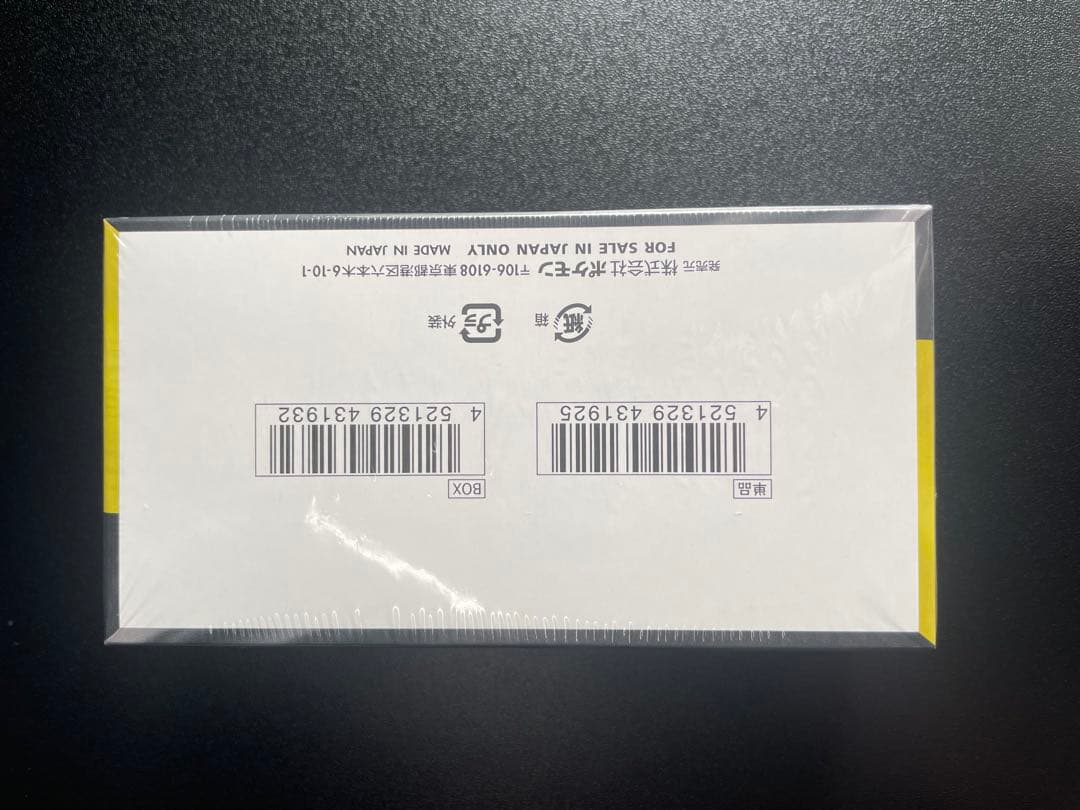 単品
4 521329 431925
BOX
4 521329 431932
紙 箱
プラ 外装
発売元 株式会社ポケモン 〒106-6108 東京都港区六本木6-10-1
FOR SALE IN JAPAN ONLY MADE IN JAPAN